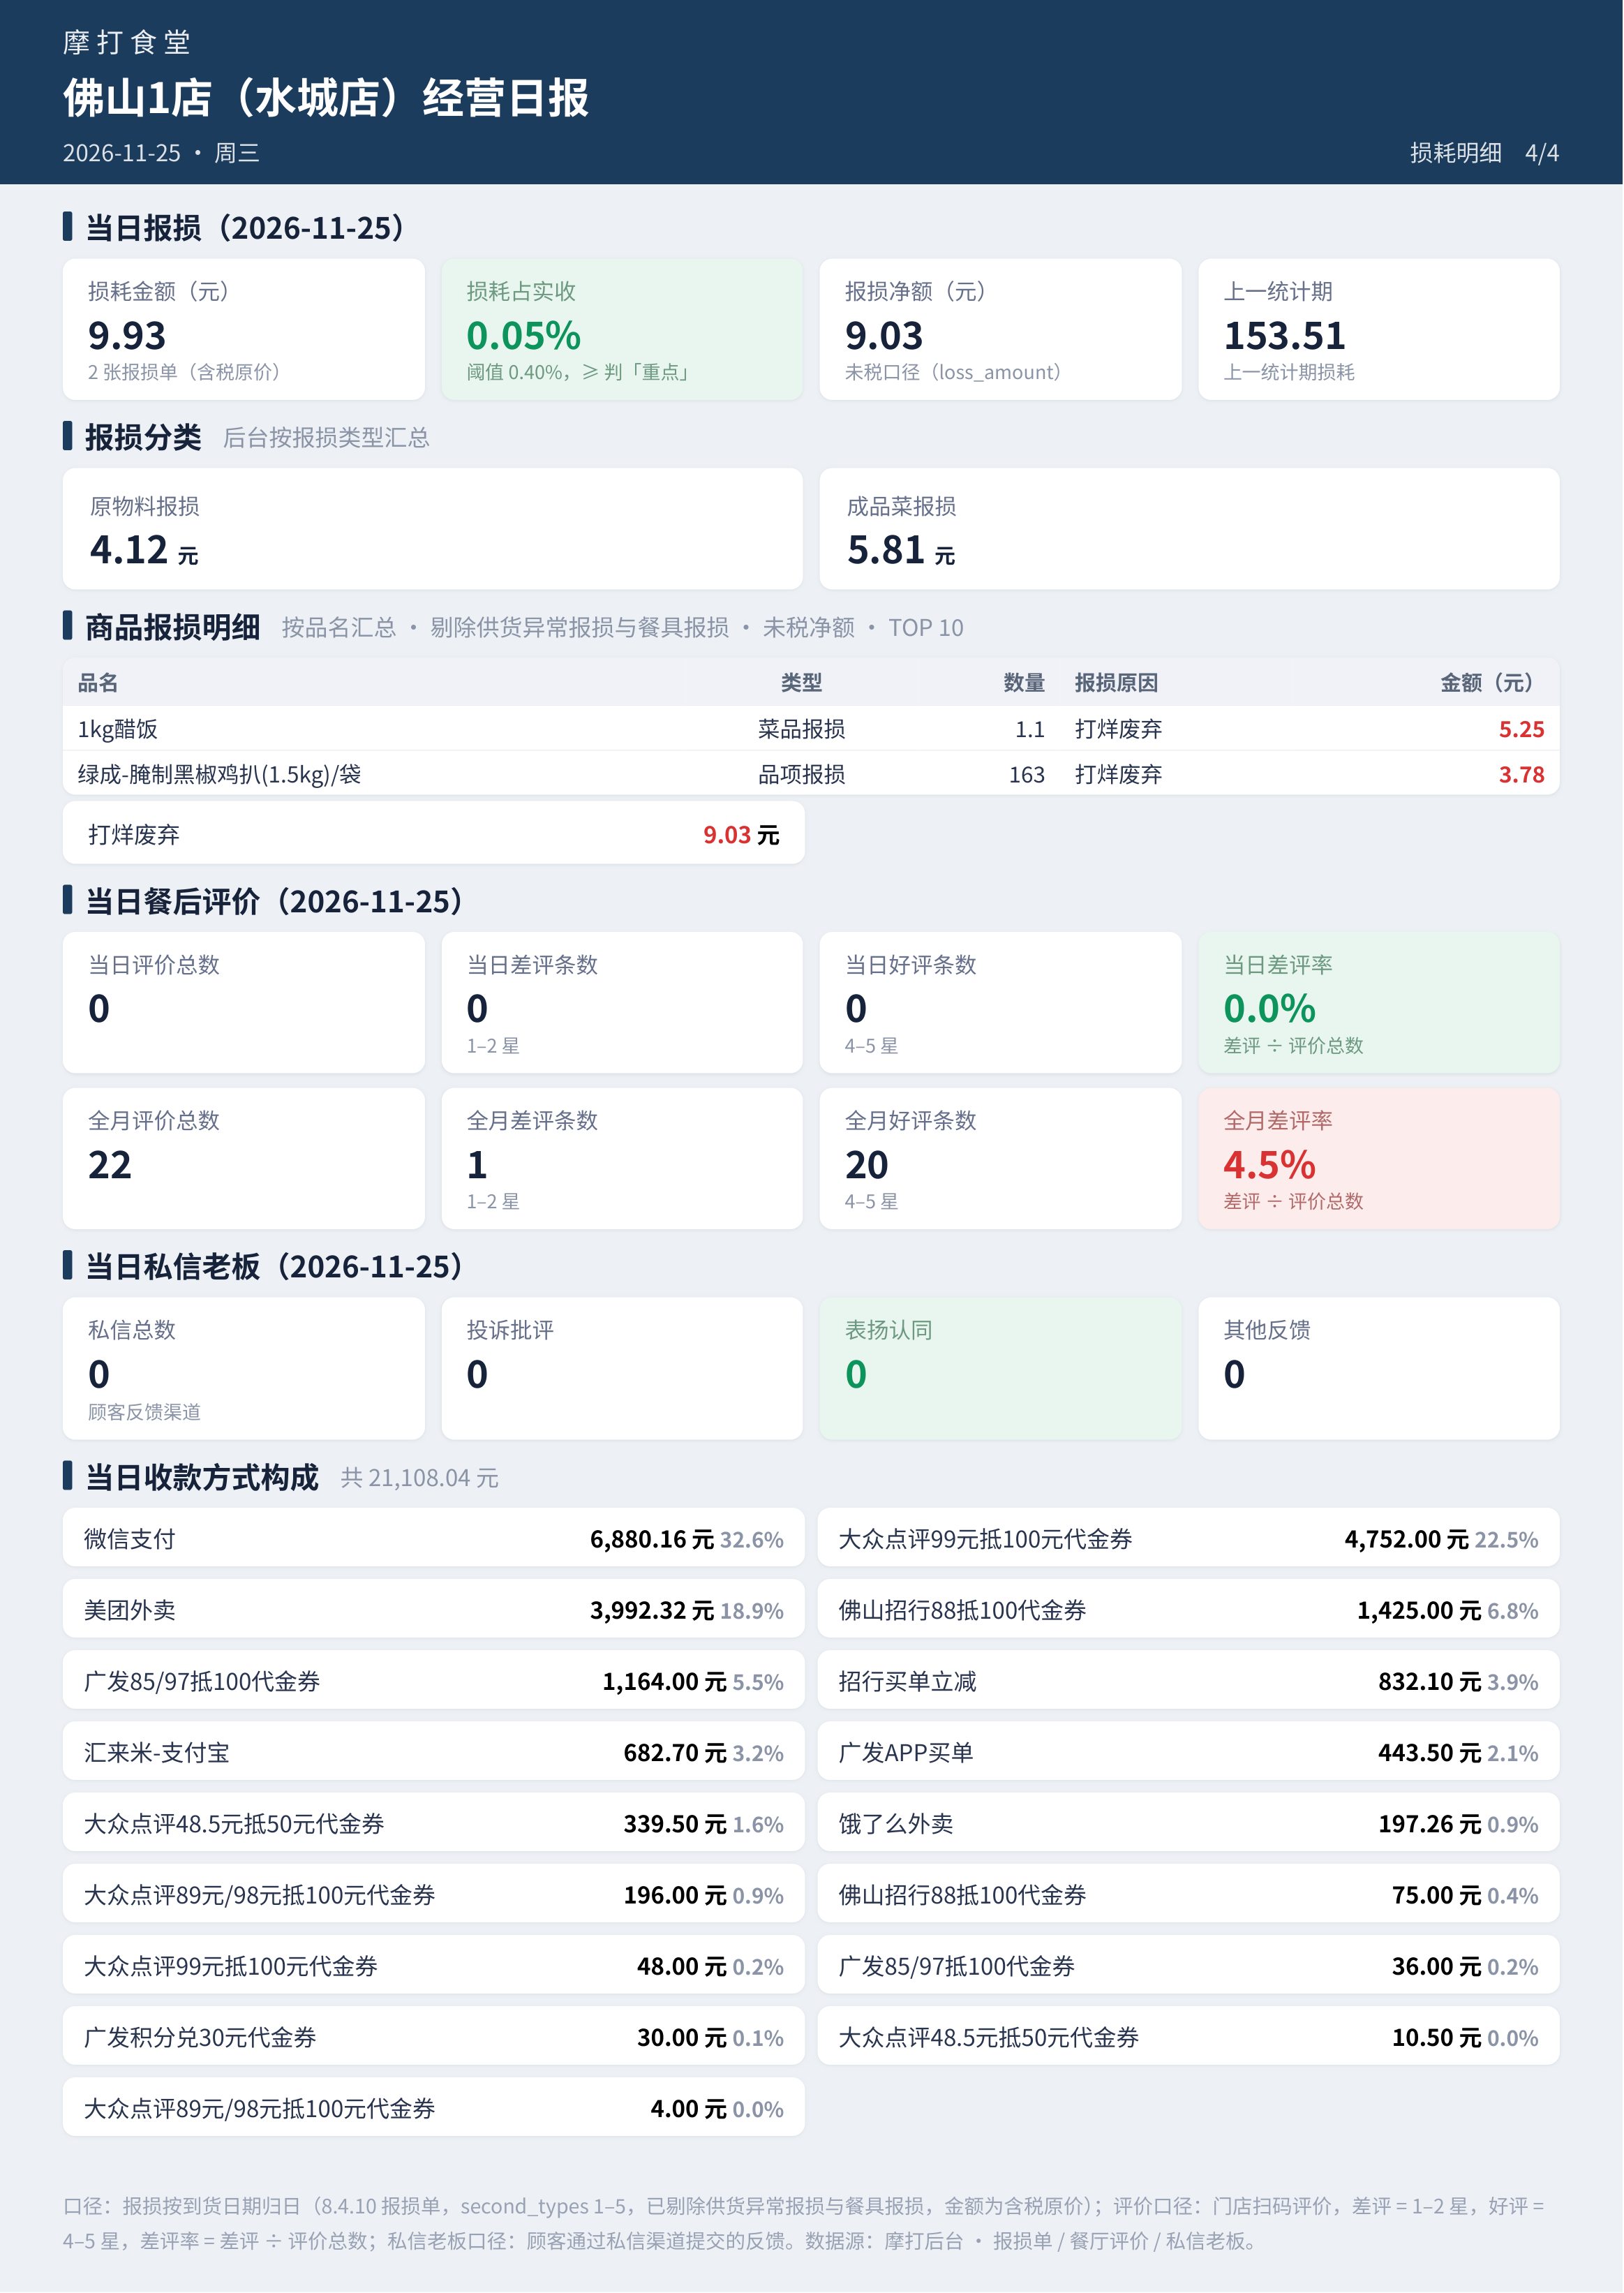 摩打食堂
佛山1店（水城店）经营日报
2026-11-25 · 周三
损耗明细 4/4
当日报损（2026-11-25）
损耗金额（元）
9.93
2 张报损单（含税原价）
损耗占实收
0.05%
阈值 0.40%，≥ 判「重点」
报损净额（元）
9.03
未税口径（loss_amount）
上一统计期
153.51
上一统计期损耗
报损分类 后台按报损类型汇总
原物料报损
4.12 元
成品菜报损
5.81 元
商品报损明细 按品名汇总 · 剔除供货异常报损与餐具报损 · 未税净额 · TOP 10
品名 类型 数量 报损原因 金额（元）
1kg醋饭 菜品报损 1.1 打烊废弃 5.25
绿成-腌制黑椒鸡扒(1.5kg)/袋 品项报损 163 打烊废弃 3.78
打烊废弃 9.03 元
当日餐后评价（2026-11-25）
当日评价总数
0
当日差评条数
0
1–2 星
当日好评条数
0
4–5 星
当日差评率
0.0%
差评 ÷ 评价总数
全月评价总数
22
全月差评条数
1
1–2 星
全月好评条数
20
4–5 星
全月差评率
4.5%
差评 ÷ 评价总数
当日私信老板（2026-11-25）
私信总数
0
顾客反馈渠道
投诉批评
0
表扬认同
0
其他反馈
0
当日收款方式构成 共 21,108.04 元
微信支付 6,880.16 元 32.6%
大众点评99元抵100元代金券 4,752.00 元 22.5%
美团外卖 3,992.32 元 18.9%
佛山招行88抵100代金券 1,425.00 元 6.8%
广发85/97抵100代金券 1,164.00 元 5.5%
招行买单立减 832.10 元 3.9%
汇来米-支付宝 682.70 元 3.2%
广发APP买单 443.50 元 2.1%
大众点评48.5元抵50元代金券 339.50 元 1.6%
饿了么外卖 197.26 元 0.9%
大众点评89元/98元抵100元代金券 196.00 元 0.9%
佛山招行88抵100代金券 75.00 元 0.4%
大众点评99元抵100元代金券 48.00 元 0.2%
广发85/97抵100代金券 36.00 元 0.2%
广发积分兑30元代金券 30.00 元 0.1%
大众点评48.5元抵50元代金券 10.50 元 0.0%
大众点评89元/98元抵100元代金券 4.00 元 0.0%
口径：报损按到货日期归日（8.4.10 报损单，second_types 1–5，已剔除供货异常报损与餐具报损，金额为含税原价）；评价口径：门店扫码评价，差评 = 1–2 星，好评 =
4–5 星，差评率 = 差评 ÷ 评价总数；私信老板口径：顾客通过私信渠道提交的反馈。数据源：摩打后台 · 报损单 / 餐厅评价 / 私信老板。